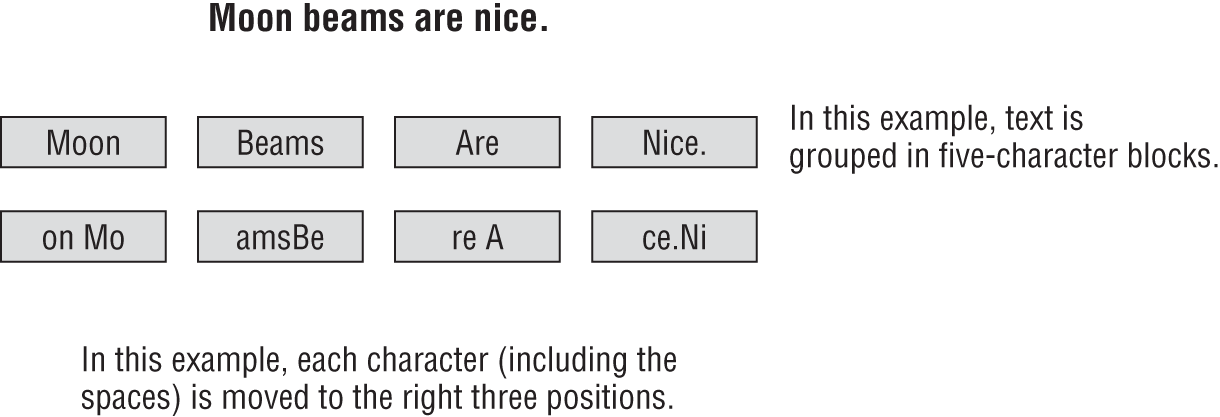 Moon beams are nice.
Moon Beams Are Nice.
In this example, text is
grouped in five-character blocks.
on Mo amsBe re A ce.Ni
In this example, each character (including the
spaces) is moved to the right three positions.